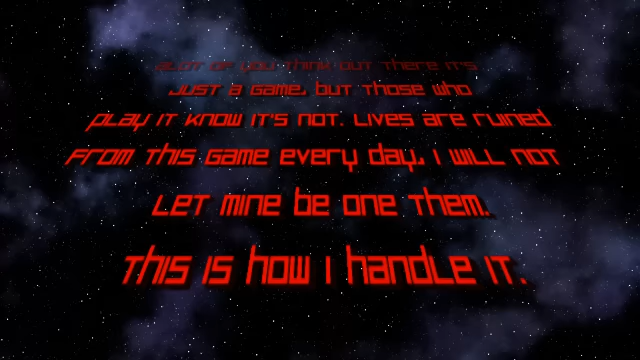 alot of you think out there it's
just a game, but those who
play it know it's not. Lives are ruined
from this game every day, I will not
let mine be one them.
This is how I handle it.